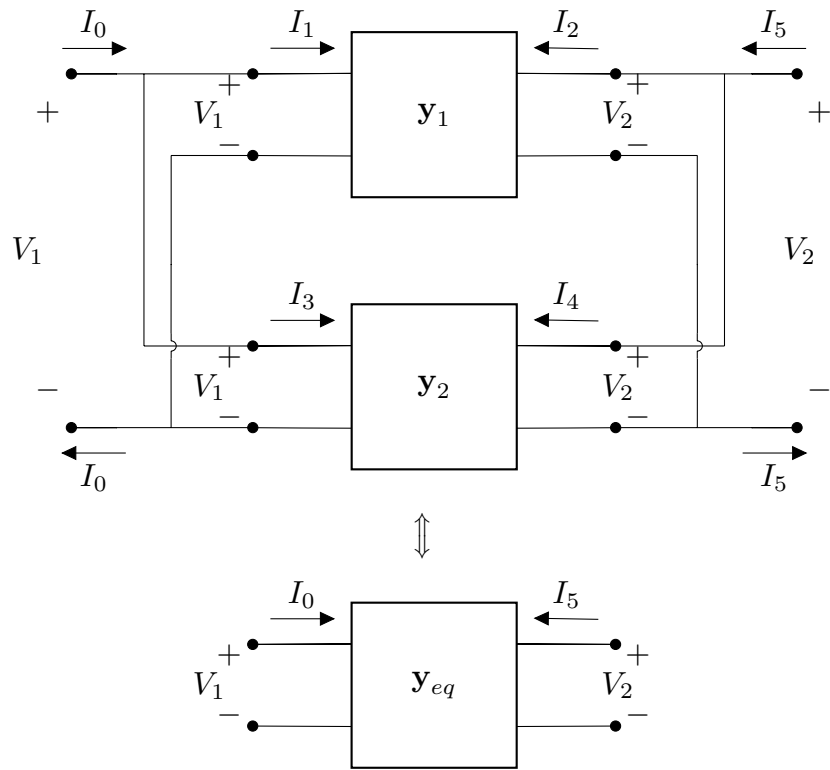 I₀ I₁ I₂ I₅
+ + + +
V₁ y₁ V₂
− −
V₁ V₂
I₃ I₄
+ +
− V₁ y₂ V₂ −
− −
I₀ I₅
⇕
I₀ I₅
+ +
V₁ y_eq V₂
− −